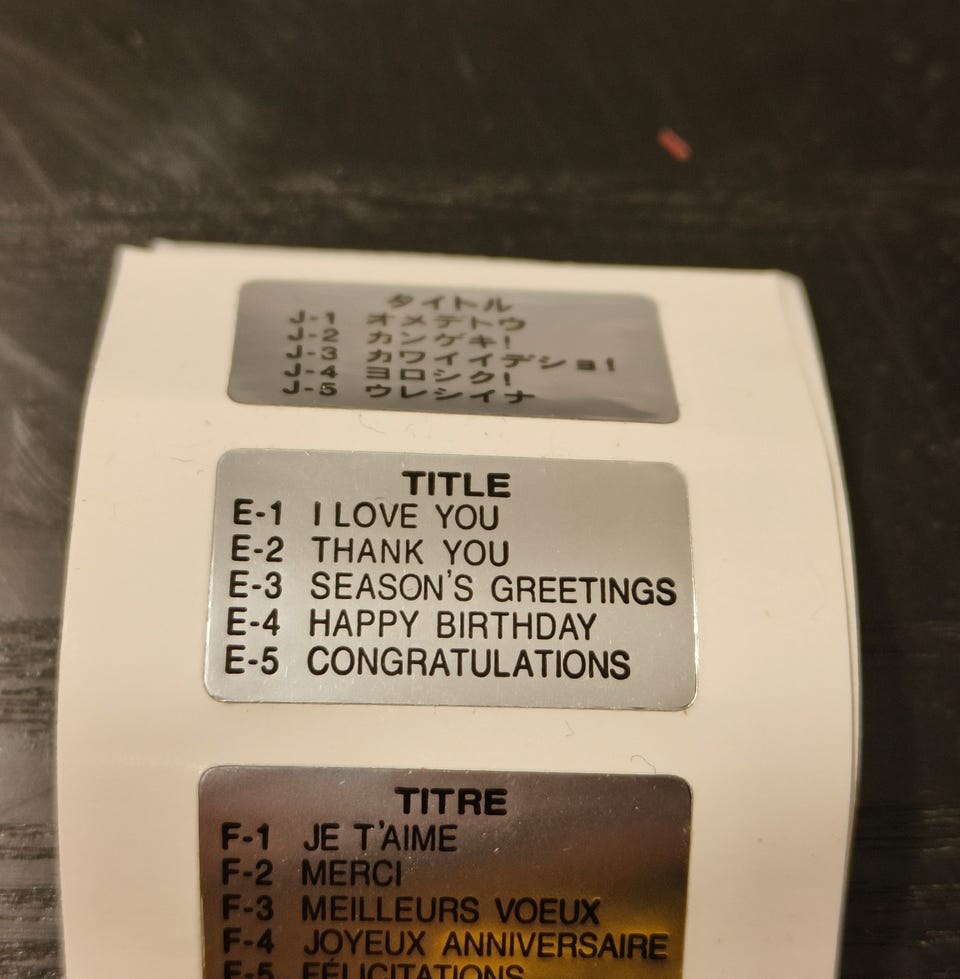 タイトル
J-1 オメデトウ
J-2 カンゲキ!
J-3 カワイイデショ!
J-4 ヨロシク!
J-5 ウレシイナ
TITLE
E-1 I LOVE YOU
E-2 THANK YOU
E-3 SEASON'S GREETINGS
E-4 HAPPY BIRTHDAY
E-5 CONGRATULATIONS
TITRE
F-1 JE T'AIME
F-2 MERCI
F-3 MEILLEURS VOEUX
F-4 JOYEUX ANNIVERSAIRE
F-5 FÉLICITATIONS